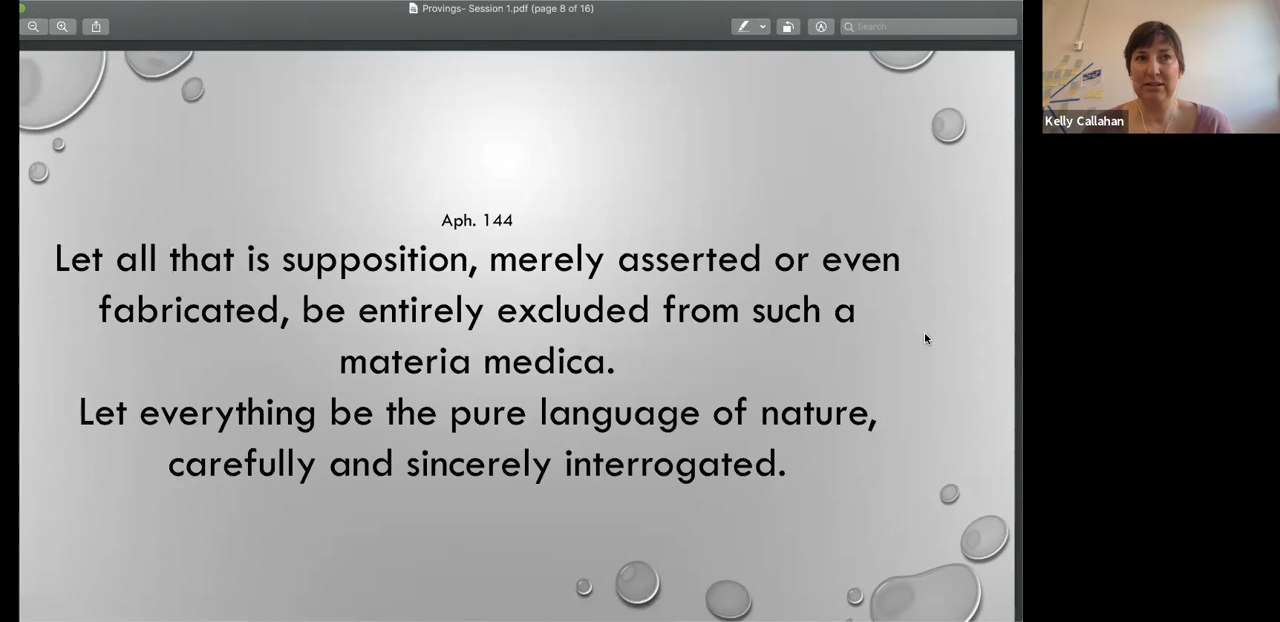 Provings- Session 1.pdf (page 8 of 16)
Search
Kelly Callahan
Aph. 144
Let all that is supposition, merely asserted or even
fabricated, be entirely excluded from such a
materia medica.
Let everything be the pure language of nature,
carefully and sincerely interrogated.